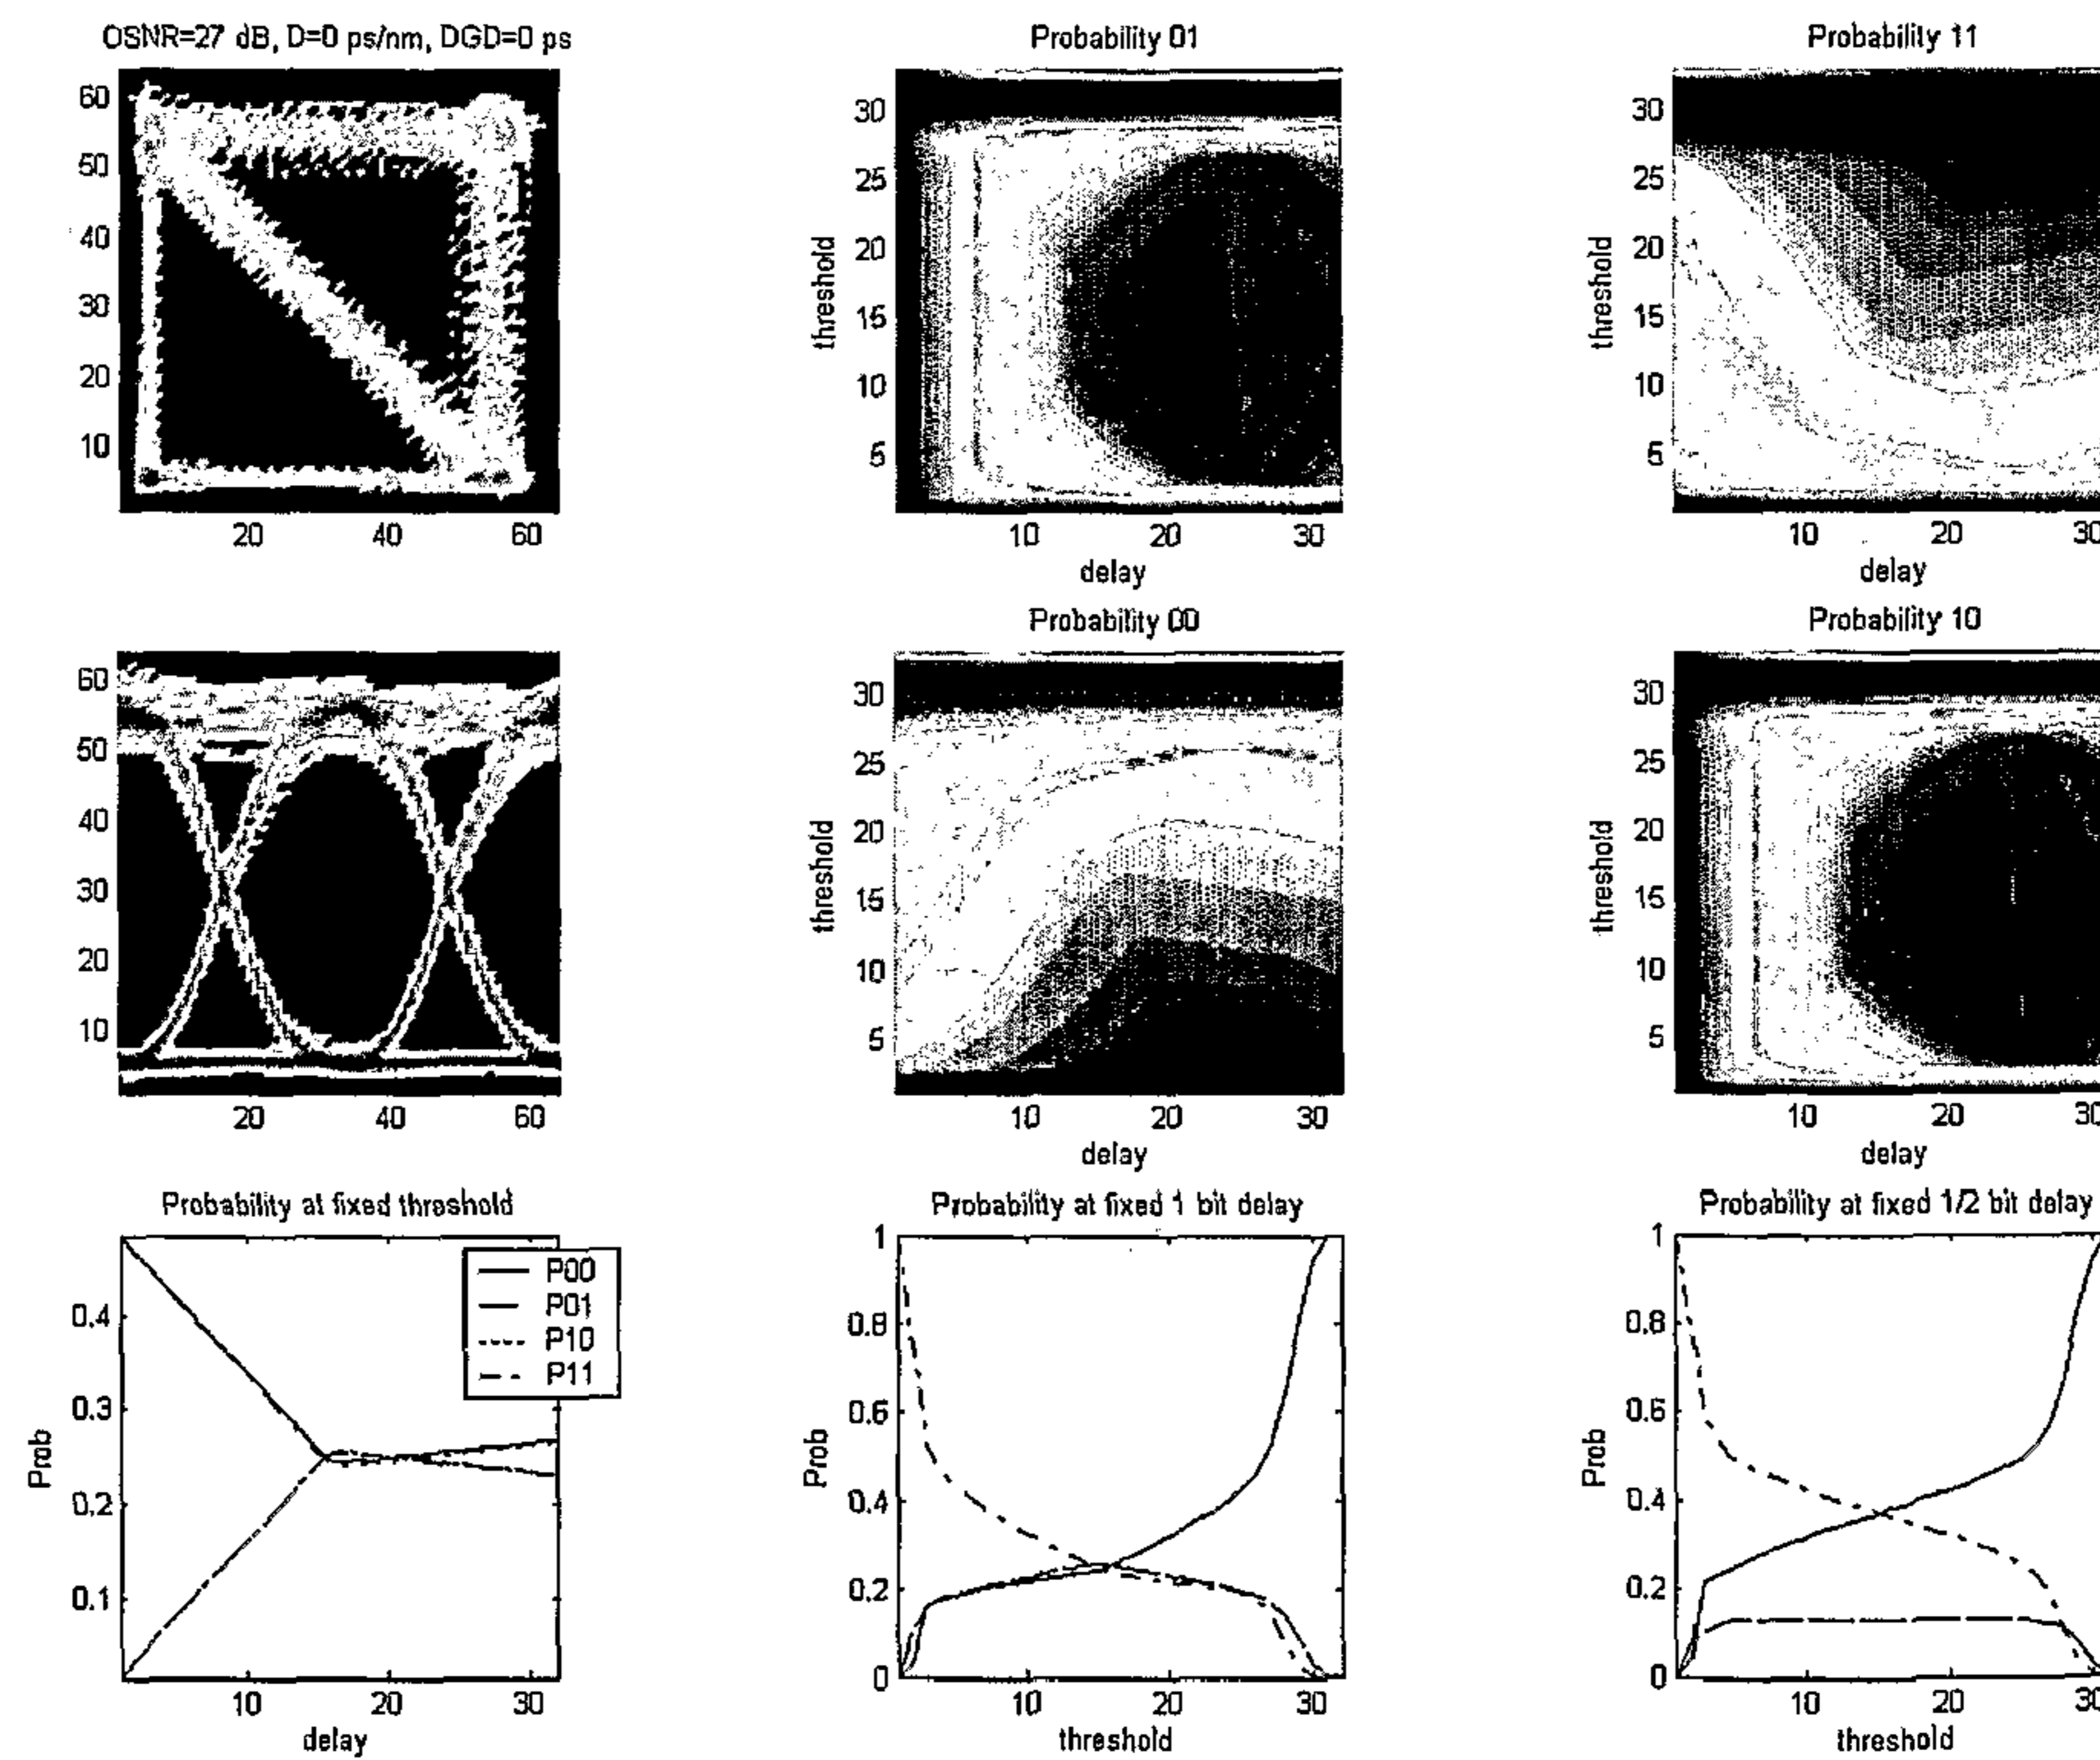 OSNR=27 dB, D=0 ps/nm, DGD=0 ps
60
50
40
30
20
10
20 40 60
Probability 01
threshold
30
25
20
15
10
5
10 20 30
delay
Probability 11
threshold
30
25
20
15
10
5
10 20 30
delay
60
50
40
30
20
10
20 40 60
Probability 00
threshold
30
25
20
15
10
5
10 20 30
delay
Probability 10
threshold
30
25
20
15
10
5
10 20 30
delay
Probability at fixed threshold
Prob
0.4
0.3
0.2
0.1
10 20 30
delay
P00
P01
P10
P11
Probability at fixed 1 bit delay
Prob
1
0.8
0.6
0.4
0.2
0
10 20 30
threshold
Probability at fixed 1/2 bit delay
Prob
1
0.8
0.6
0.4
0.2
0
10 20 30
threshold